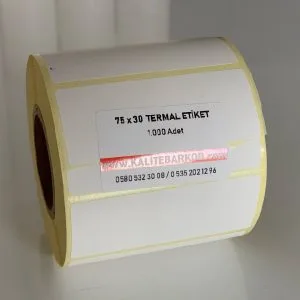 75 x 30 TERMAL ETİKET
1.000 Adet
www.KALITEBARKOD.com
0580 532 30 08 / 0 535 202 12 96